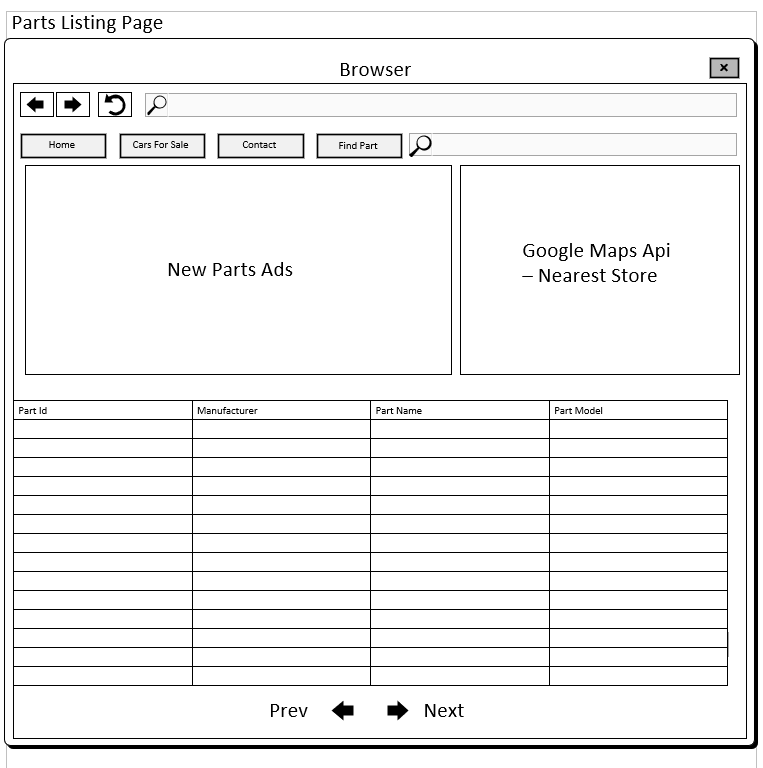 Parts Listing Page
Browser
Home
Cars For Sale
Contact
Find Part
New Parts Ads
Google Maps Api
– Nearest Store
Part Id
Manufacturer
Part Name
Part Model
Prev
Next